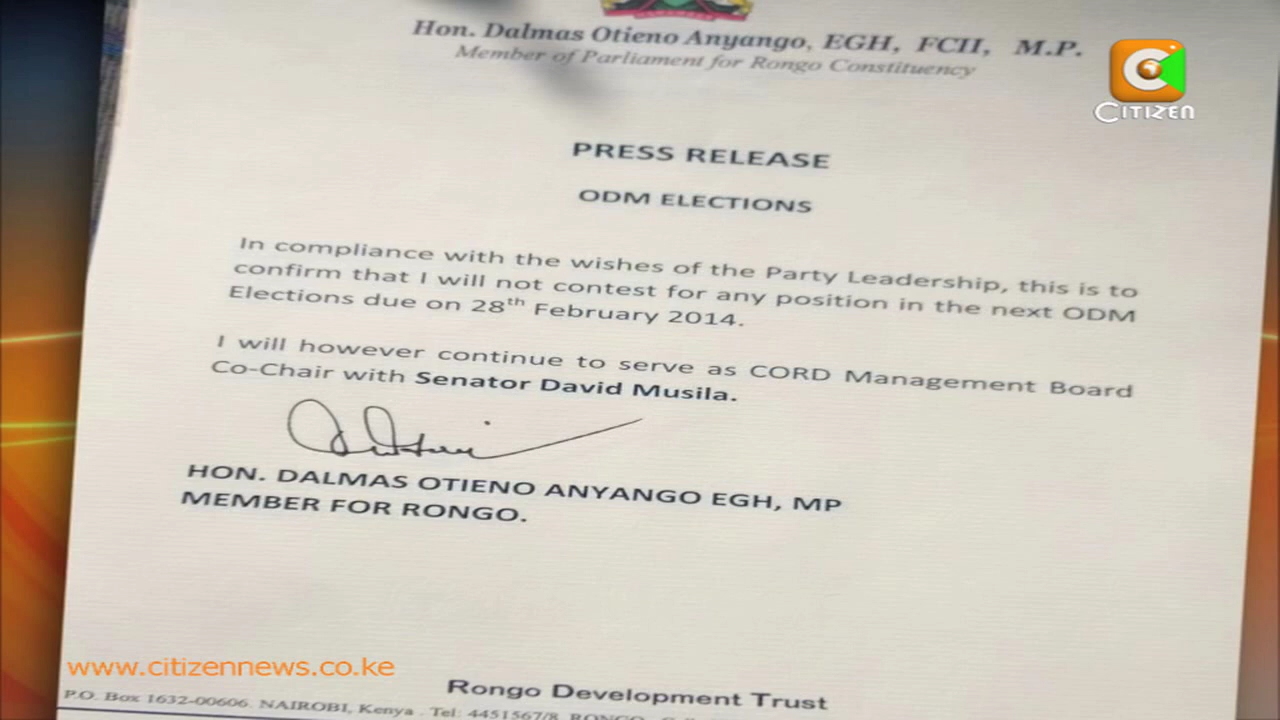 Hon. Dalmas Otieno Anyango, EGH, FCII, M.P.
Member of Parliament for Rongo Constituency
CITIZEN
PRESS RELEASE
ODM ELECTIONS
In compliance with the wishes of the Party Leadership, this is to
confirm that I will not contest for any position in the next ODM
Elections due on 28th February 2014.
I will however continue to serve as CORD Management Board
Co-Chair with Senator David Musila.
HON. DALMAS OTIENO ANYANGO EGH, MP
MEMBER FOR RONGO.
www.citizennews.co.ke
Rongo Development Trust
P.O. Box 1632-00606. NAIROBI, Kenya . Tel: 4451567/8, RONGO